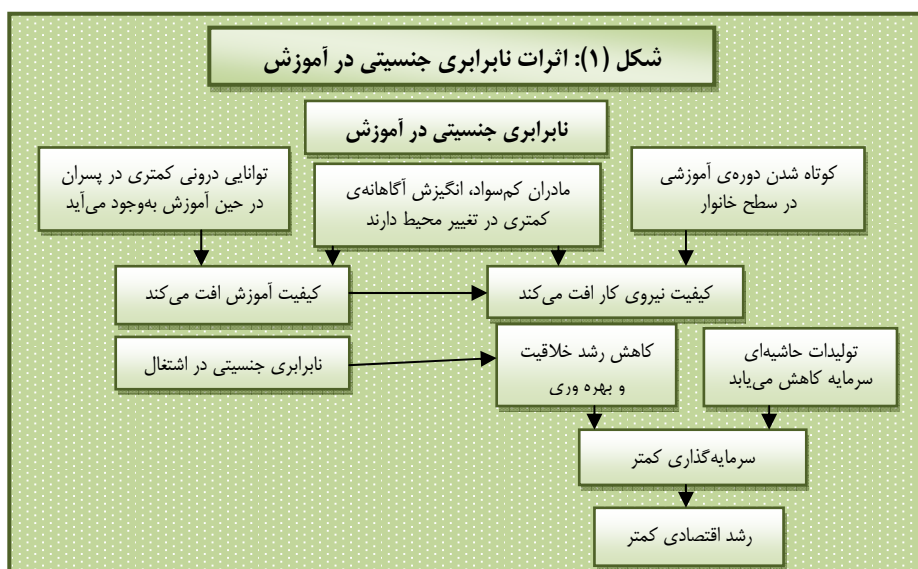 شکل (۱): اثرات نابرابری جنسیتی در آموزش
نابرابری جنسیتی در آموزش
کوتاه شدن دوره‌ی آموزشی
در سطح خانوار
مادران کم‌سواد، انگیزش آگاهانه‌ی
کمتری در تغییر محیط دارند
توانایی درونی کمتری در پسران
در حین آموزش به‌وجود می‌آید
کیفیت نیروی کار افت می‌کند
کیفیت آموزش افت می‌کند
تولیدات حاشیه‌ای
سرمایه کاهش می‌یابد
کاهش رشد خلاقیت
و بهره وری
نابرابری جنسیتی در اشتغال
سرمایه‌گذاری کمتر
رشد اقتصادی کمتر